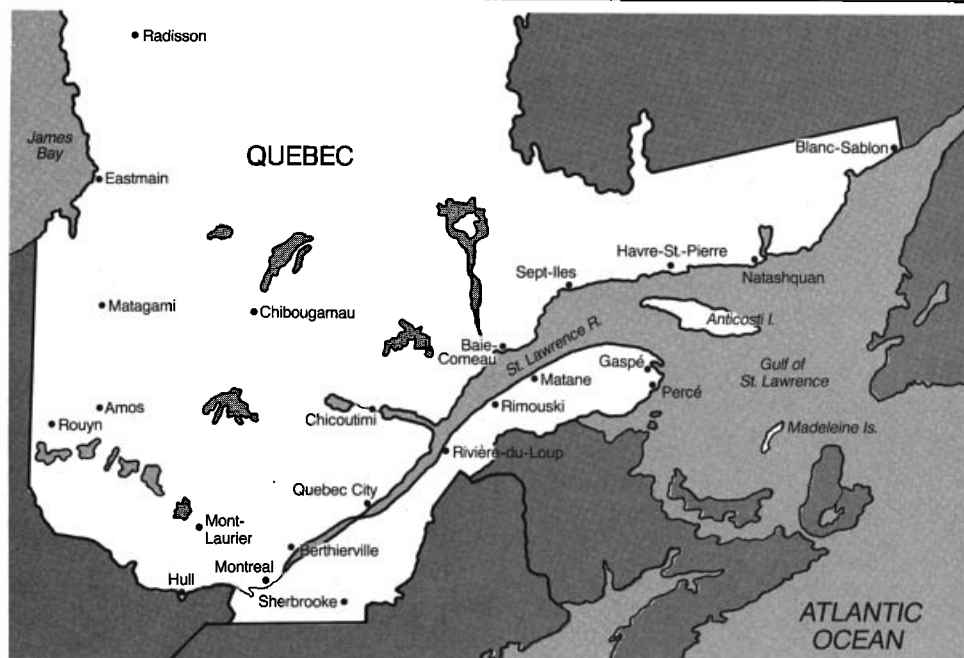 Radisson
James
Bay
QUEBEC
Blanc-Sablon
Eastmain
Havre-St.-Pierre
Sept-Iles
Natashquan
Matagami
Chibougamau
Anticosti I.
St. Lawrence R.
Baie-
Comeau
Gaspé
Gulf of
St. Lawrence
Matane
Percé
Amos
Chicoutimi
Rimouski
Rouyn
Madeleine Is.
Rivière-du-Loup
Quebec City
Mont-
Laurier
Berthierville
Montreal
Hull
Sherbrooke
ATLANTIC
OCEAN